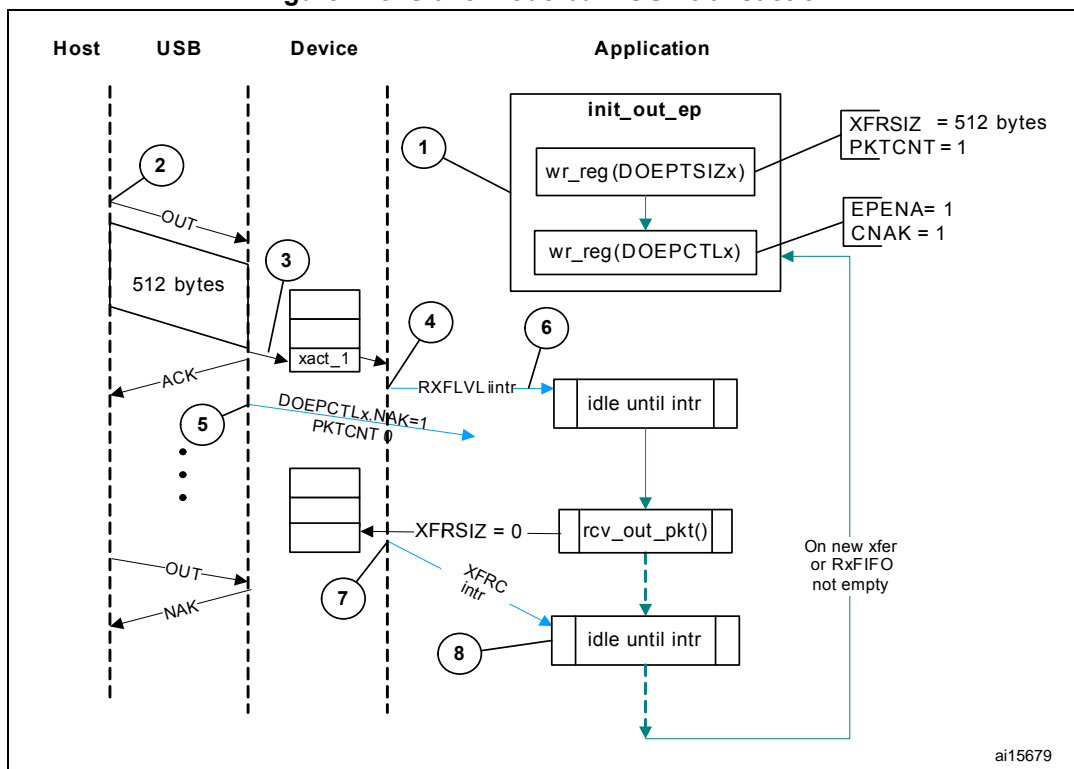 Host USB Device Application
init_out_ep
XFRSIZ = 512 bytes
PKTCNT = 1
1
wr_reg(DOEPTSIZx)
2
OUT
EPENA= 1
CNAK = 1
wr_reg(DOEPCTLx)
3
512 bytes
4
6
xact_1
ACK
RXFLVL iintr
idle until intr
DOEPCTLx.NAK=1
PKTCNT 0
5
XFRSIZ = 0
rcv_out_pkt()
On new xfer
or RxFIFO
not empty
OUT
XFRC
intr
7
NAK
idle until intr
8
ai15679